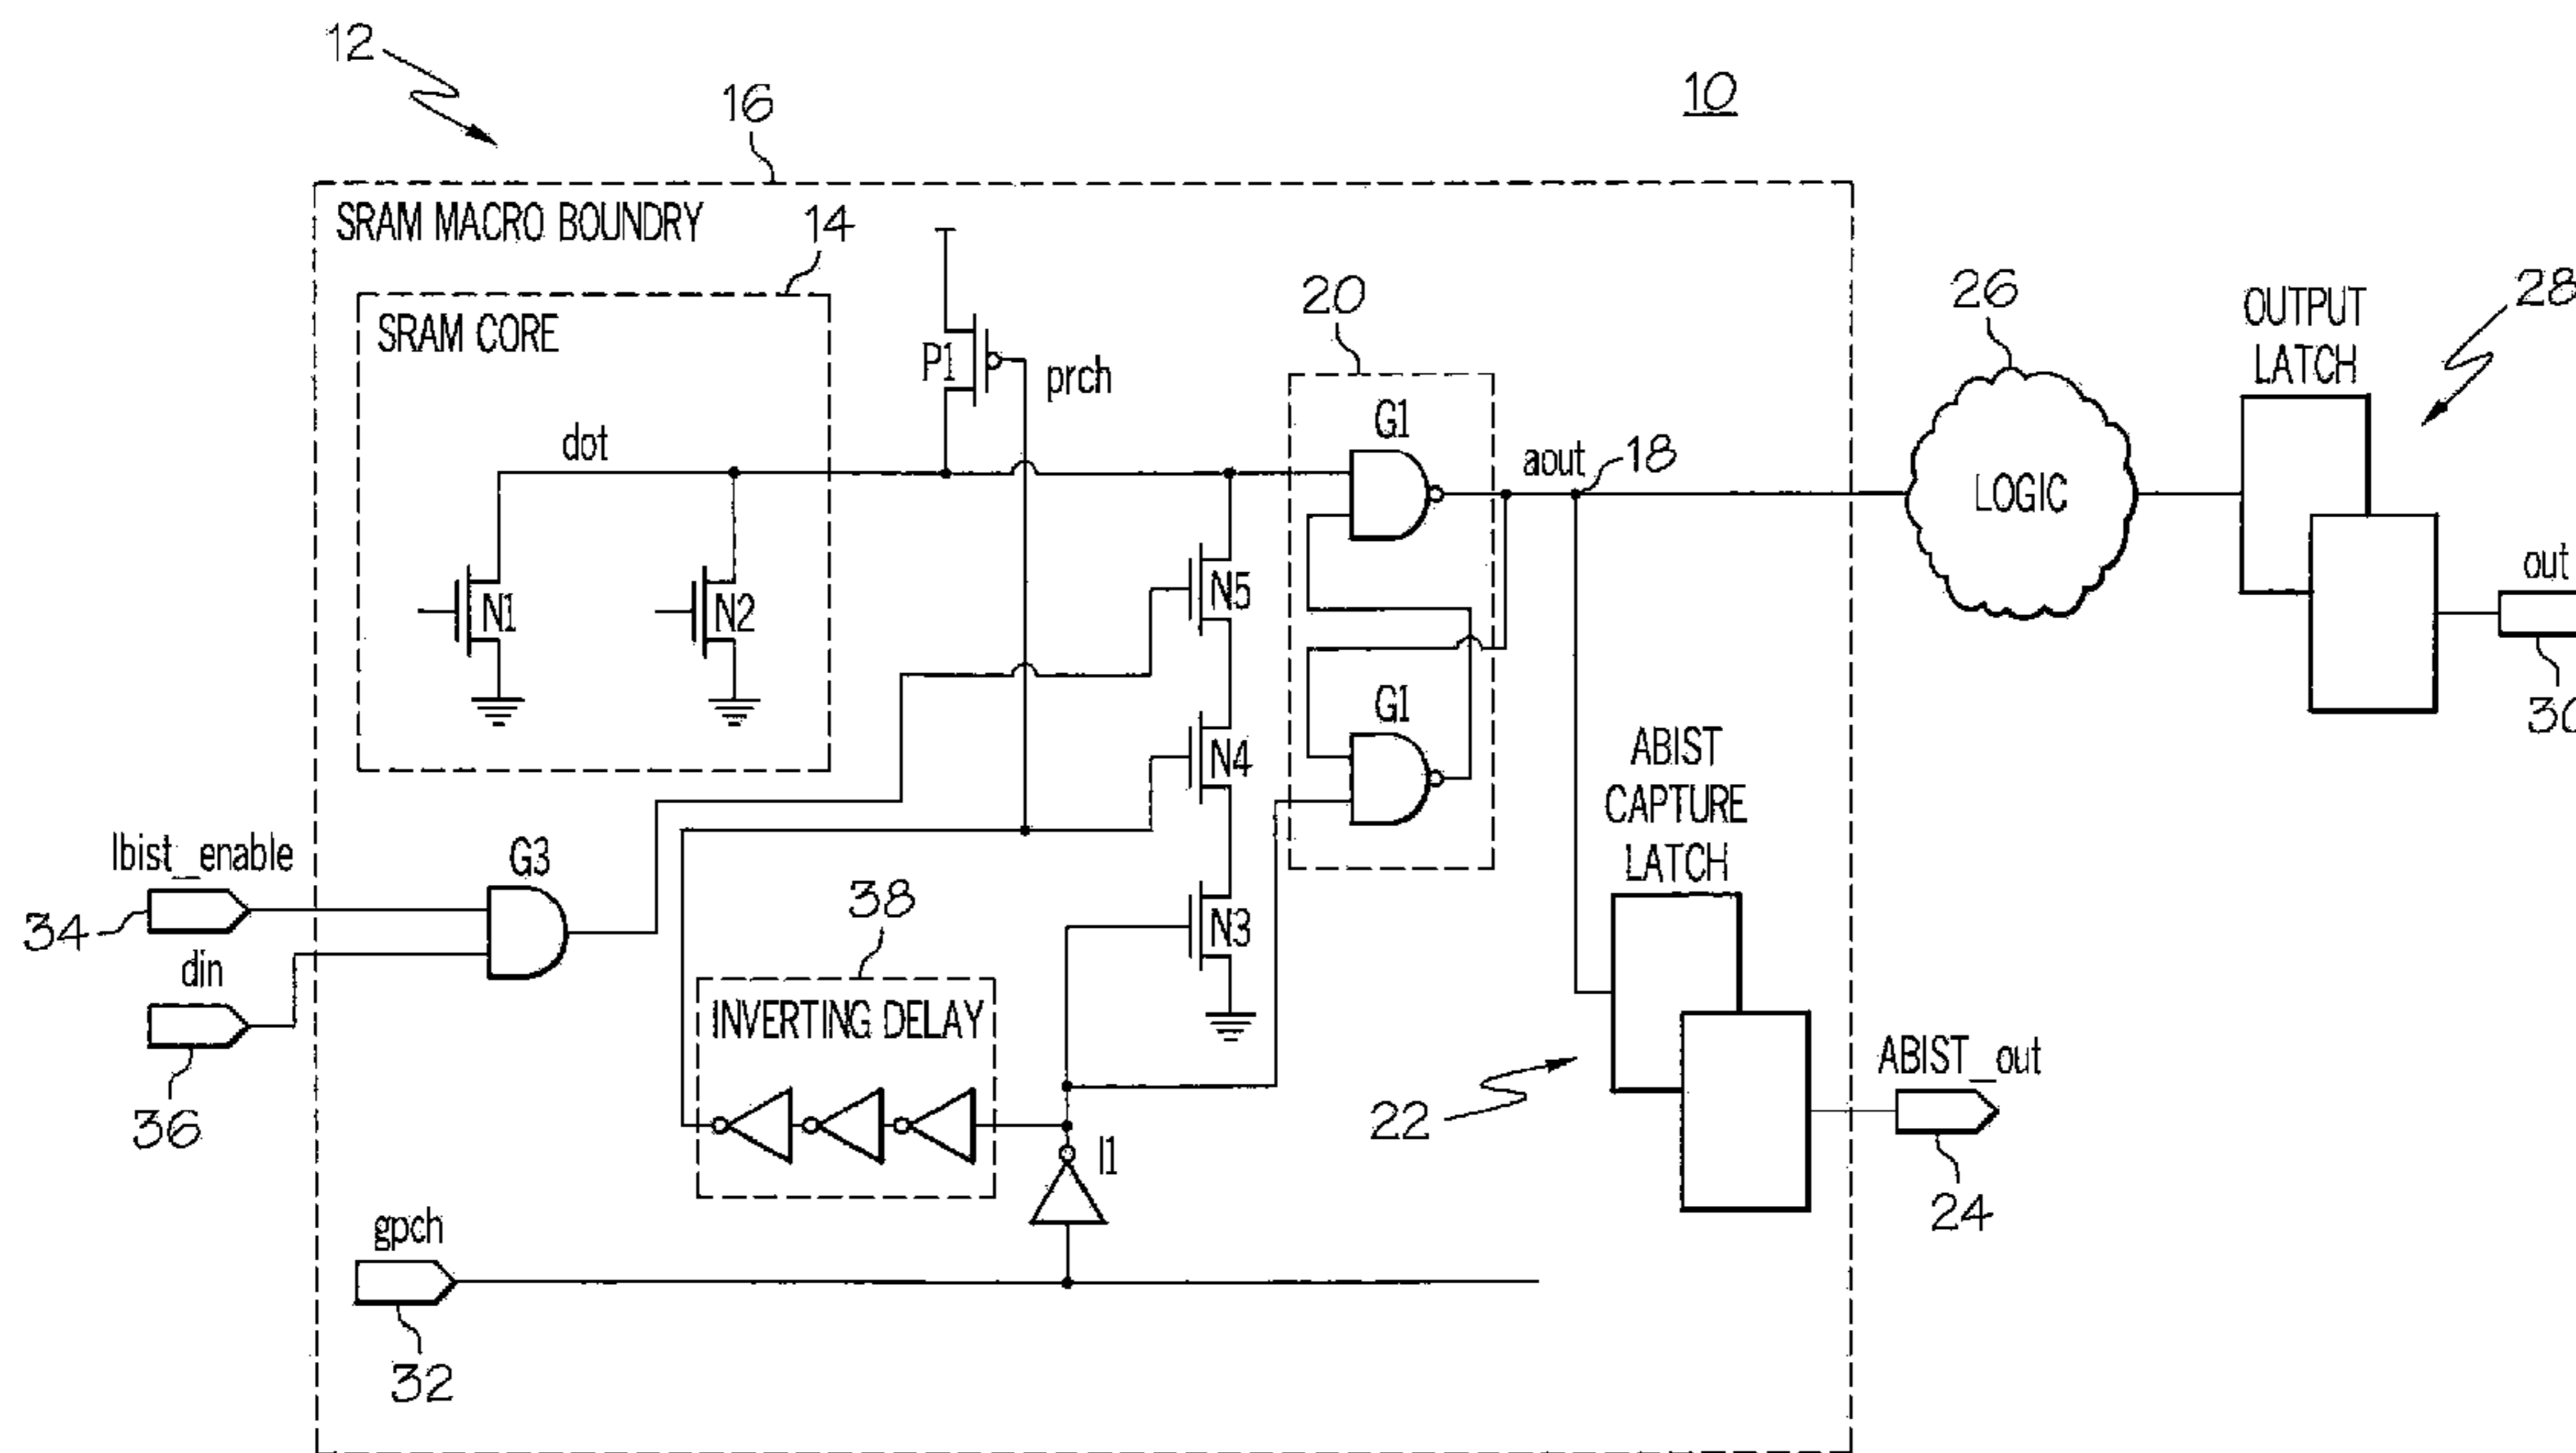 12
16
10
SRAM MACRO BOUNDRY
14
SRAM CORE
20
26
OUTPUT
LATCH
28
P1
prch
G1
dot
aout
18
LOGIC
N1
N2
N5
out
G1
N4
ABIST
CAPTURE
LATCH
lbist_enable
G3
34
38
N3
din
INVERTING DELAY
36
I1
22
ABIST_out
24
gpch
32